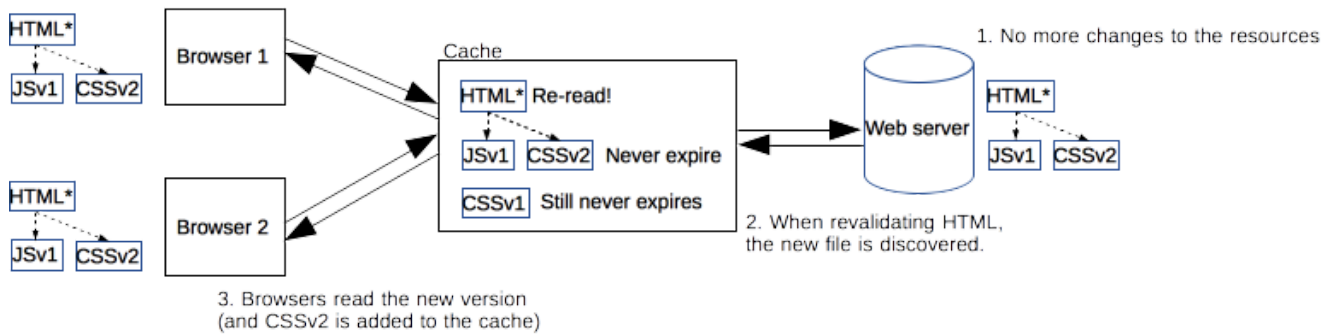 HTML*
JSv1 CSSv2
Browser 1
HTML*
JSv1 CSSv2
Browser 2
3. Browsers read the new version
(and CSSv2 is added to the cache)
Cache
HTML* Re-read!
JSv1 CSSv2 Never expire
CSSv1 Still never expires
1. No more changes to the resources
Web server
HTML*
JSv1 CSSv2
2. When revalidating HTML,
the new file is discovered.